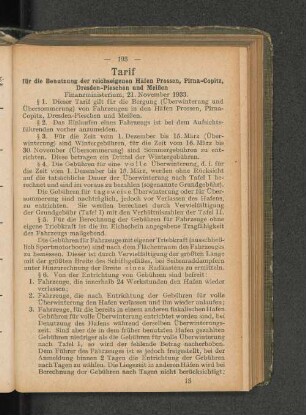 — 193 —
Tarif
für die Benutzung der reichseigenen Häfen Prossen, Pirna-Copitz,
Dresden-Pieschen und Meißen
Finanzministerium, 21. November 1933.
§ 1. Dieser Tarif gilt für die Bergung (Überwinterung und
Übersommerung) von Fahrzeugen in den Häfen Prossen, Pirna-
Copitz, Dresden-Pieschen und Meißen.
§ 2. Das Einlaufen eines Fahrzeugs ist bei dem Aufsichts-
führenden vorher anzumelden.
§ 3. Für die Zeit vom 1. Dezember bis 15. März (Über-
winterung) sind Wintergebühren, für die Zeit vom 16. März bis
30. November (Übersommerung) sind Sommergebühren zu ent-
richten. Diese betragen ein Drittel der Wintergebühren.
§ 4. Die Gebühren für eine volle Überwinterung, d. i. für
die Zeit vom 1. Dezember bis 15. März, werden ohne Rücksicht
auf die tatsächliche Dauer der Überwinterung nach Tafel I be-
rechnet und sind im voraus zu bezahlen (sogenannte Grundgebühr).
Die Gebühren für tageweise Überwinterung oder für Über-
sommerung sind nachträglich, jedoch vor Verlassen des Hafens,
zu entrichten. Sie werden berechnet durch Vervielfältigung
der Grundgebühr (Tafel I) mit den Verhältniszahlen der Tafel II.
§ 5. Für die Berechnung der Gebühren für Fahrzeuge ohne
eigene Triebkraft ist die im Eichschein angegebene Tragfähigkeit
der Fahrzeuge maßgebend.
Die Gebühren für Fahrzeuge mit eigener Triebkraft (ausschließ-
lich Sportmotorboote) sind nach dem Flächenraum des Fahrzeugs
zu bemessen; dieser ist durch Vervielfältigung der größten Länge
mit der größten Breite des Schiffsgefäßes, bei Seitenraddampfern
unter Hinzurechnung der Breite eines Radkastens zu ermitteln.
§ 6. Von der Entrichtung von Gebühren sind befreit:
1. Fahrzeuge, die innerhalb 24 Werkstunden den Hafen wieder
verlassen;
2. Fahrzeuge, die nach Entrichtung der Gebühren für volle
Überwinterung den Hafen verlassen und ihn wieder anlaufen;
3. Fahrzeuge, für die bereits in einem anderen fiskalischen Hafen
Gebühren für volle Überwinterung entrichtet worden sind, bei
Benutzung des Hafens während derselben Überwinterungs-
zeit. Sind aber die in dem früher benutzten Hafen gezahlten
Gebühren niedriger als die Gebühren für volle Überwinterung
nach Tafel I, so wird der fehlende Betrag nacherhoben.
Dem Führer des Fahrzeuges ist es jedoch freigestellt, bei der
Anmeldung binnen 2 Tagen die Entrichtung der Gebühren
nach Tagen zu wählen. Die Liegezeit in anderen Häfen wird bei
Berechnung der Gebühren nach Tagen nicht berücksichtigt;
13